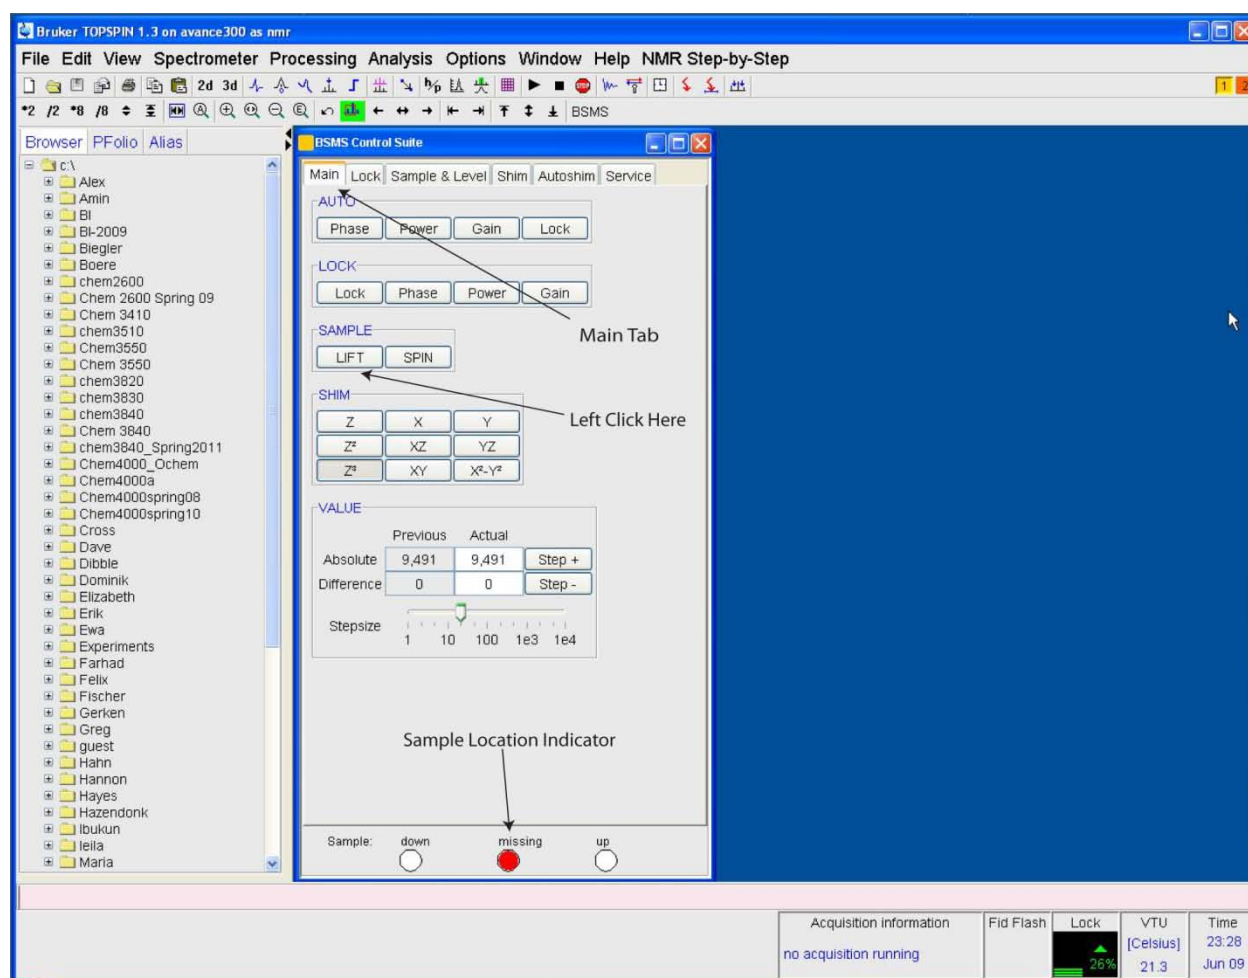 Bruker TOPSPIN 1.3 on avance300 as nmr
File Edit View Spectrometer Processing Analysis Options Window Help NMR Step-by-Step
2d 3d
1 2
*2 /2 *8 /8 BSMS
Browser PFolio Alias
c:\
Alex
Amin
BI
BI-2009
Biegler
Boere
chem2600
Chem 2600 Spring 09
Chem 3410
chem3510
Chem3550
Chem 3550
chem3820
chem3830
chem3840
Chem 3840
chem3840_Spring2011
Chem4000_Ochem
Chem4000a
Chem4000spring08
Chem4000spring10
Cross
Dave
Dibble
Dominik
Elizabeth
Erik
Ewa
Experiments
Farhad
Felix
Fischer
Gerken
Greg
guest
Hahn
Hannon
Hayes
Hazendonk
Ibukun
leila
Maria
BSMS Control Suite
Main Lock Sample & Level Shim Autoshim Service
AUTO
Phase Power Gain Lock
LOCK
Lock Phase Power Gain
Main Tab
SAMPLE
LIFT SPIN
Left Click Here
SHIM
Z X Y
Z² XZ YZ
Z³ XY X²-Y²
VALUE
Previous Actual
Absolute 9,491 9,491 Step +
Difference 0 0 Step -
Stepsize
1 10 100 1e3 1e4
Sample Location Indicator
Sample: down missing up
Acquisition information Fid Flash Lock VTU Time
no acquisition running 26% [Celsius] 23:28
21.3 Jun 09